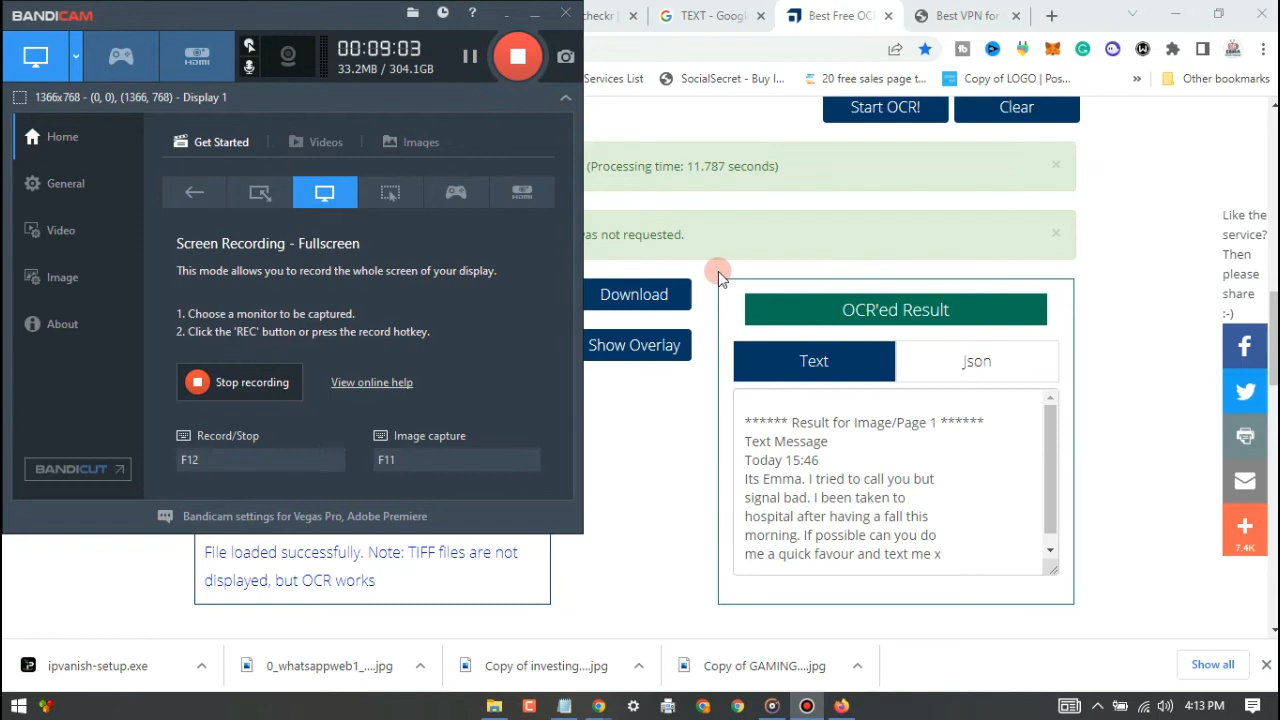 BANDICAM
00:09:03
33.2MB / 304.1GB
HDMI
1366x768 - (0, 0), (1366, 768) - Display 1
Home
General
Video
Image
About
BANDICUT
Get Started
Videos
Images
HDMI
Screen Recording - Fullscreen
This mode allows you to record the whole screen of your display.
1. Choose a monitor to be captured.
2. Click the 'REC' button or press the record hotkey.
Stop recording
View online help
Record/Stop
Image capture
F12
F11
Bandicam settings for Vegas Pro, Adobe Premiere
checkr
TEXT - Goog
Best Free OC
Best VPN for
Services List
SocialSecret - Buy I...
20 free sales page t...
Copy of LOGO | Pos...
»
Other bookmarks
Start OCR!
Clear
(Processing time: 11.787 seconds)
was not requested.
Download
Show Overlay
OCR'ed Result
Text
Json
****** Result for Image/Page 1 ******
Text Message
Today 15:46
Its Emma. I tried to call you but
signal bad. I been taken to
hospital after having a fall this
morning. If possible can you do
me a quick favour and text me x
File loaded successfully. Note: TIFF files are not
displayed, but OCR works
Like the
service?
Then
please
share
:-)
7.4K
ipvanish-setup.exe
0_whatsappweb1_....jpg
Copy of investing....jpg
Copy of GAMING....jpg
Show all
4:13 PM